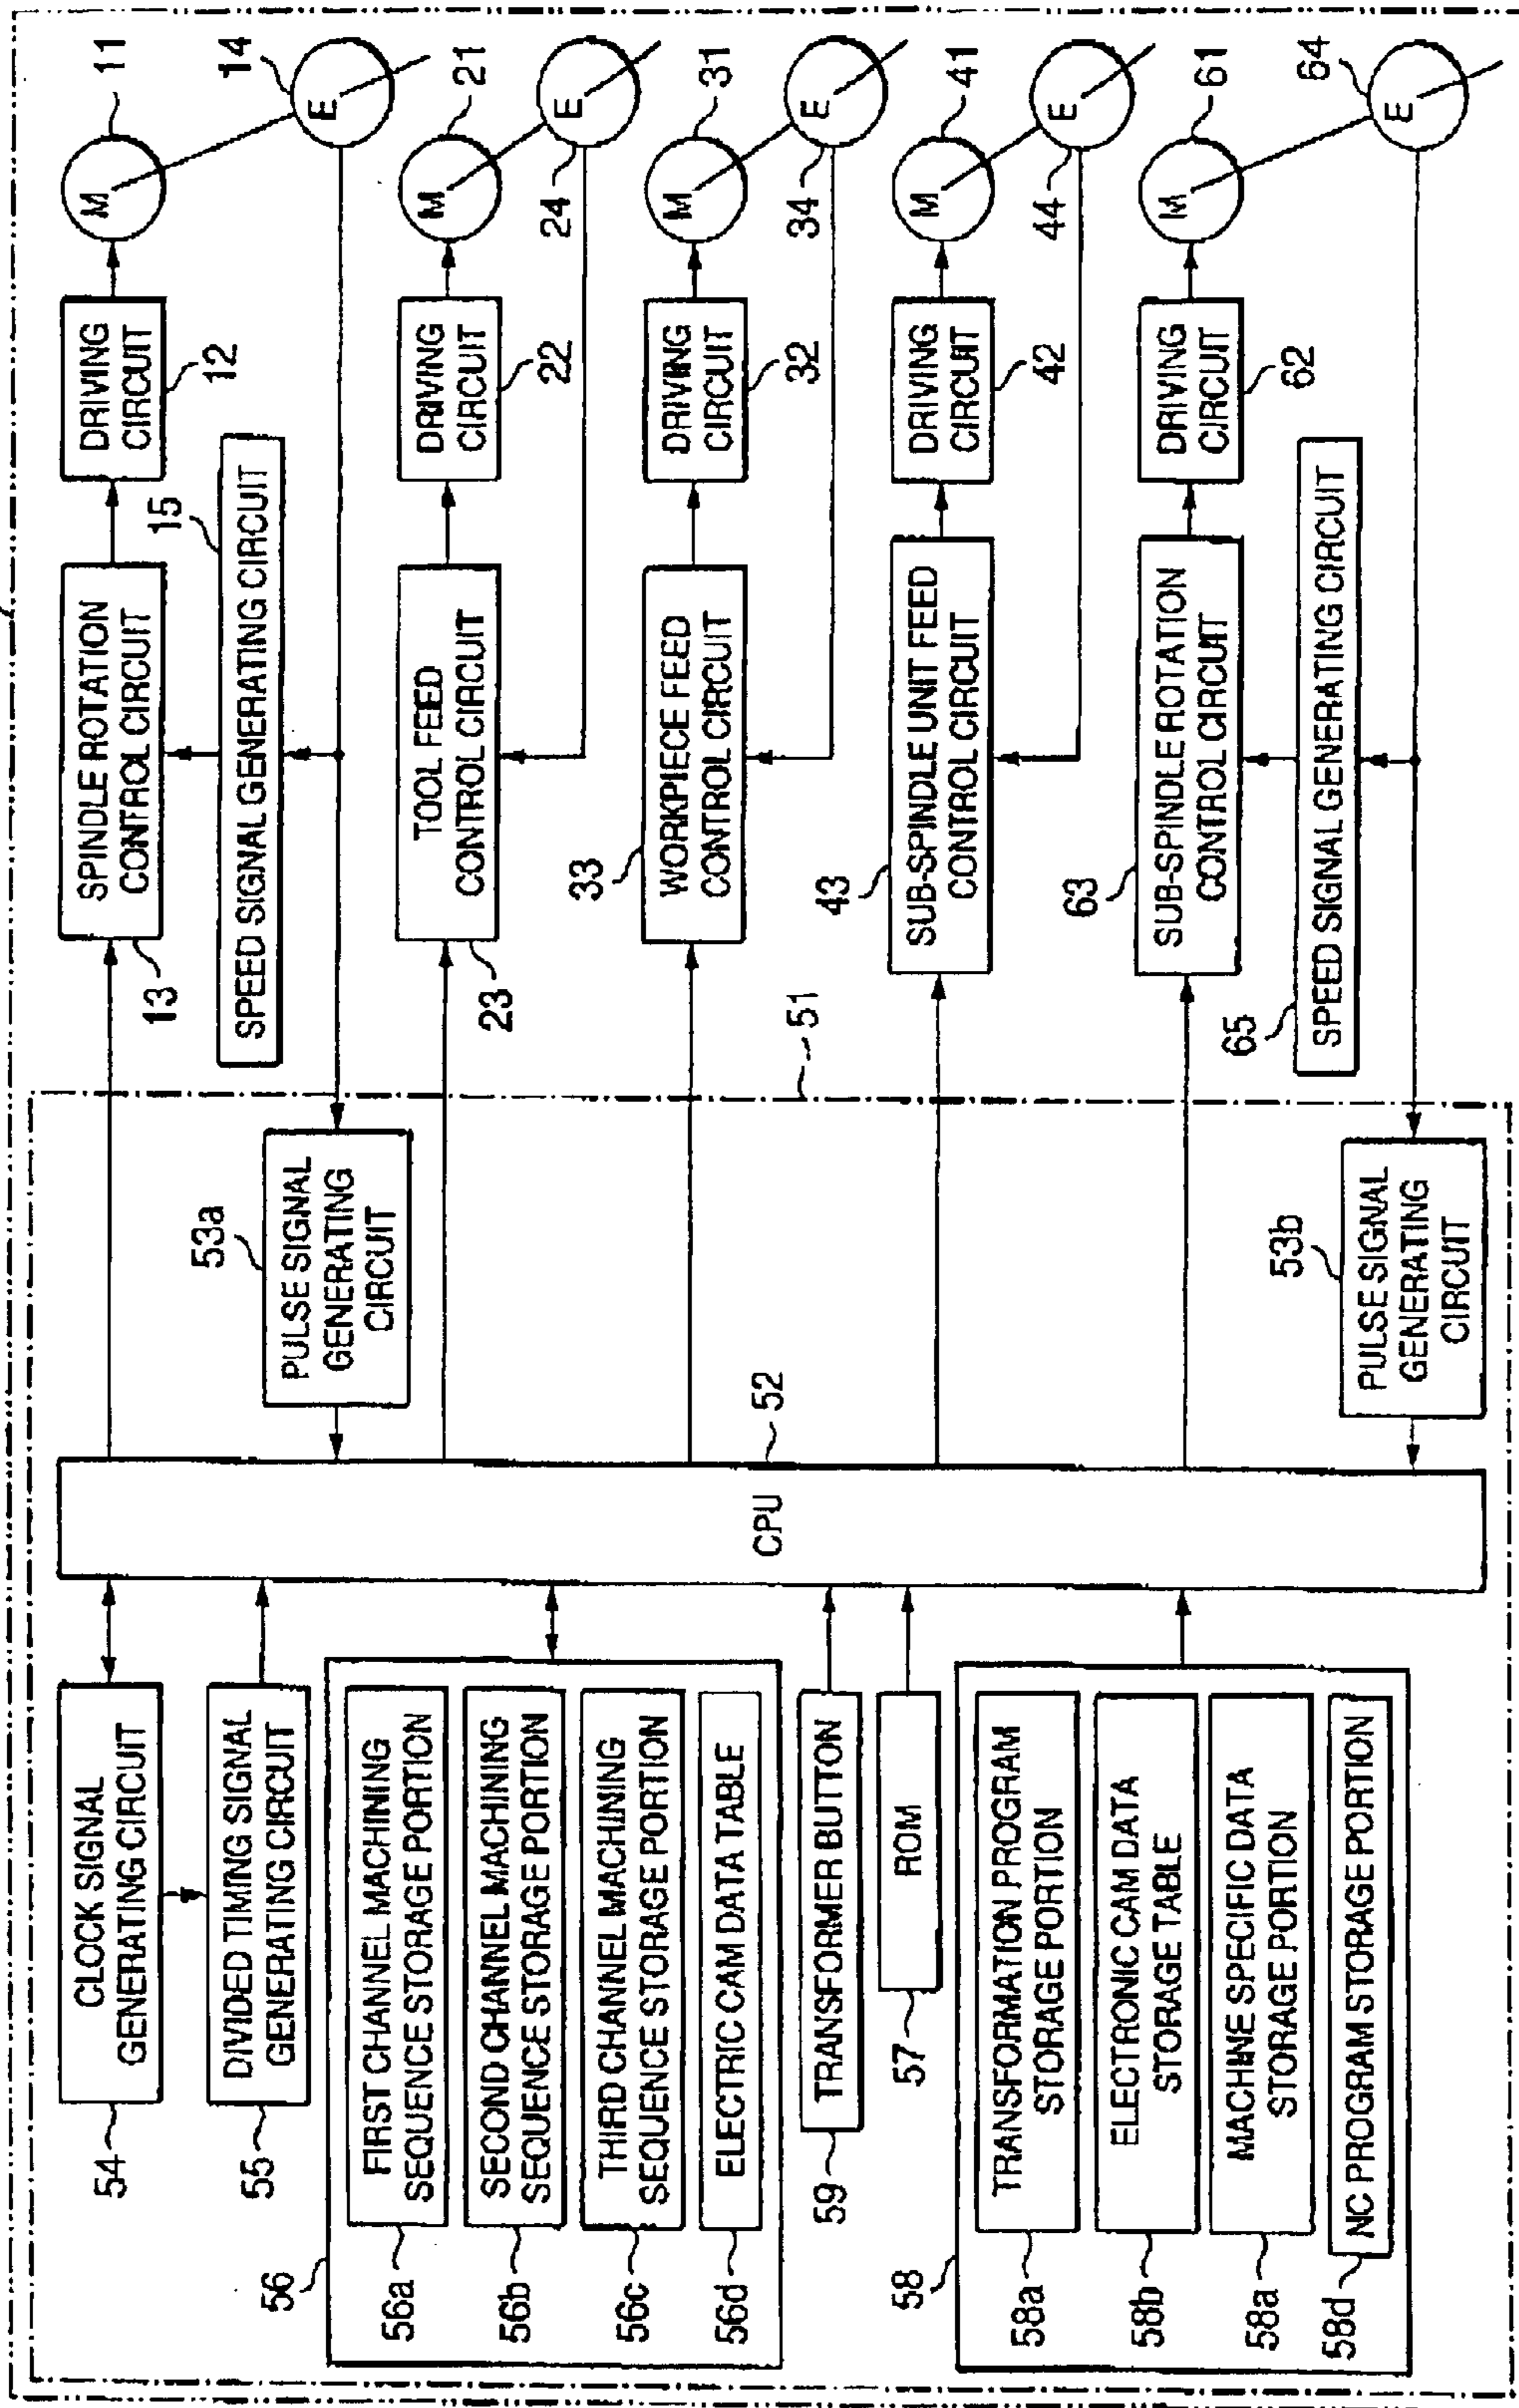 54
CLOCK SIGNAL
GENERATING CIRCUIT
55
DIVIDED TIMING SIGNAL
GENERATING CIRCUIT
56
56a
FIRST CHANNEL MACHINING
SEQUENCE STORAGE PORTION
56b
SECOND CHANNEL MACHINING
SEQUENCE STORAGE PORTION
56c
THIRD CHANNEL MACHINING
SEQUENCE STORAGE PORTION
56d
ELECTRIC CAM DATA TABLE
59
TRANSFORMER BUTTON
57
ROM
58
58a
TRANSFORMATION PROGRAM
STORAGE PORTION
58b
ELECTRONIC CAM DATA
STORAGE TABLE
58a
MACHINE SPECIFIC DATA
STORAGE PORTION
58d
NC PROGRAM STORAGE PORTION
CPU
52
53a
PULSE SIGNAL
GENERATING
CIRCUIT
53b
PULSE SIGNAL
GENERATING
CIRCUIT
51
13
SPINDLE ROTATION
CONTROL CIRCUIT
15
SPEED SIGNAL GENERATING CIRCUIT
DRIVING
CIRCUIT
12
M
11
E
14
23
TOOL FEED
CONTROL CIRCUIT
DRIVING
CIRCUIT
22
M
21
E
24
33
WORKPIECE FEED
CONTROL CIRCUIT
DRIVING
CIRCUIT
32
M
31
E
34
43
SUB-SPINDLE UNIT FEED
CONTROL CIRCUIT
DRIVING
CIRCUIT
42
M
41
E
44
63
SUB-SPINDLE ROTATION
CONTROL CIRCUIT
65
SPEED SIGNAL GENERATING CIRCUIT
DRIVING
CIRCUIT
62
M
61
E
64